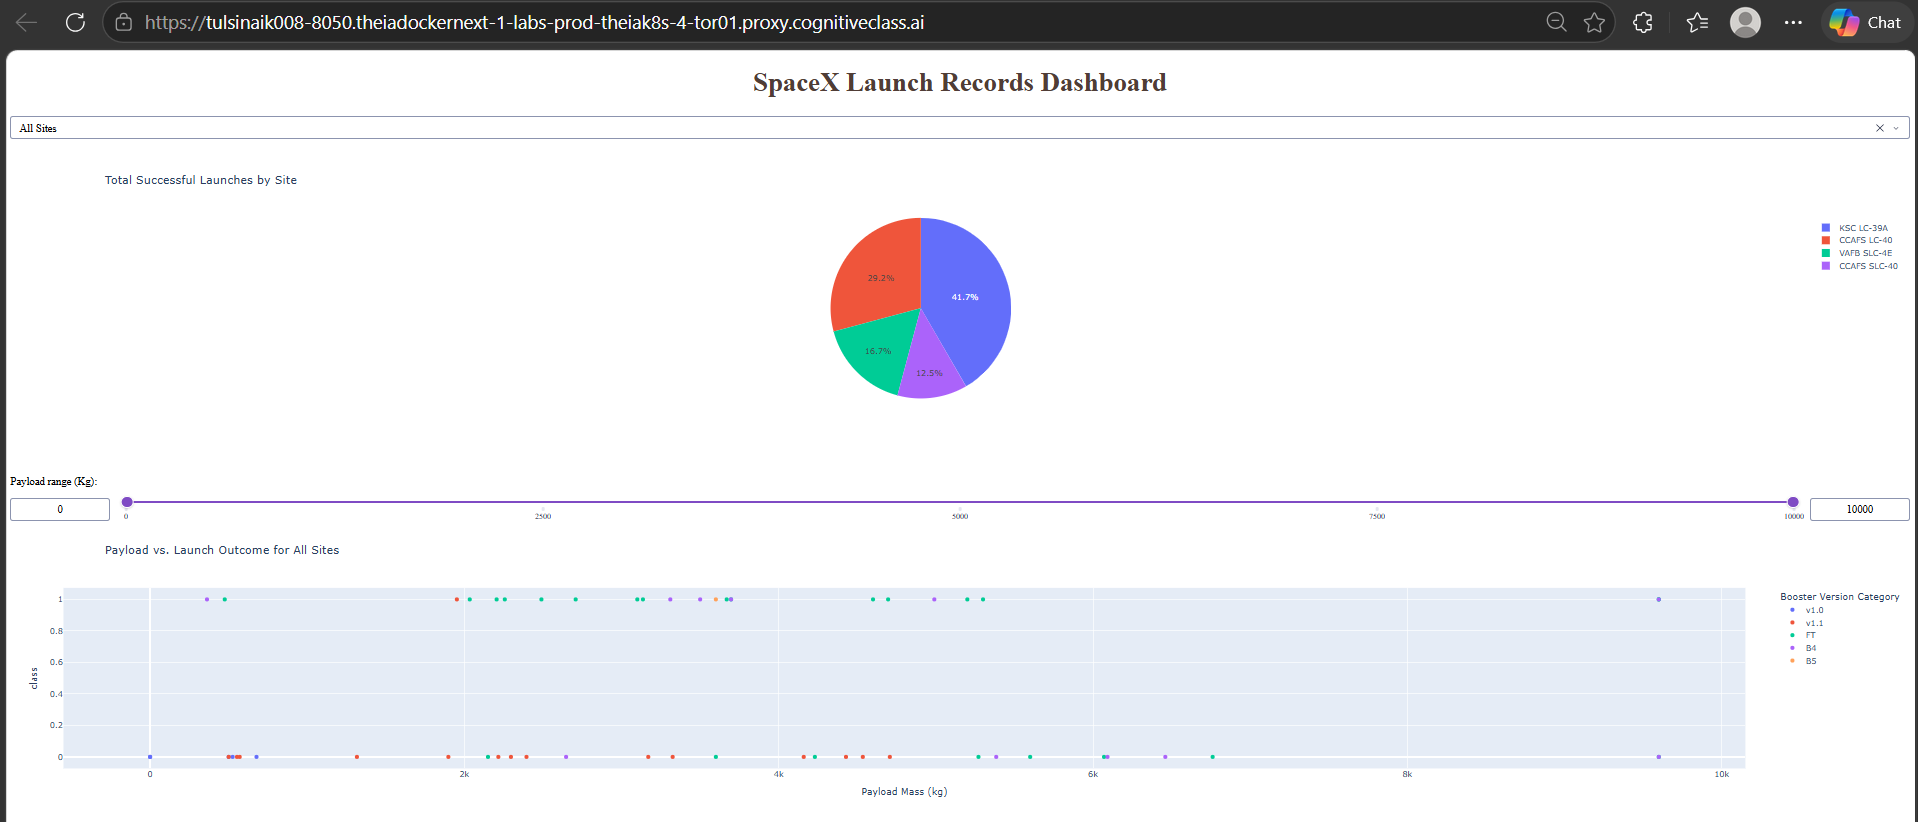 https://tulsinaik008-8050.theiadockernext-1-labs-prod-theiak8s-4-tor01.proxy.cognitiveclass.ai
Chat
SpaceX Launch Records Dashboard
All Sites
Total Successful Launches by Site
KSC LC-39A
CCAFS LC-40
VAFB SLC-4E
CCAFS SLC-40
29.2%
41.7%
16.7%
12.5%
Payload range (Kg):
0
0
2500
5000
7500
10000
10000
Payload vs. Launch Outcome for All Sites
Booster Version Category
v1.0
v1.1
FT
B4
B5
class
1
0.8
0.6
0.4
0.2
0
0
2k
4k
6k
8k
10k
Payload Mass (kg)